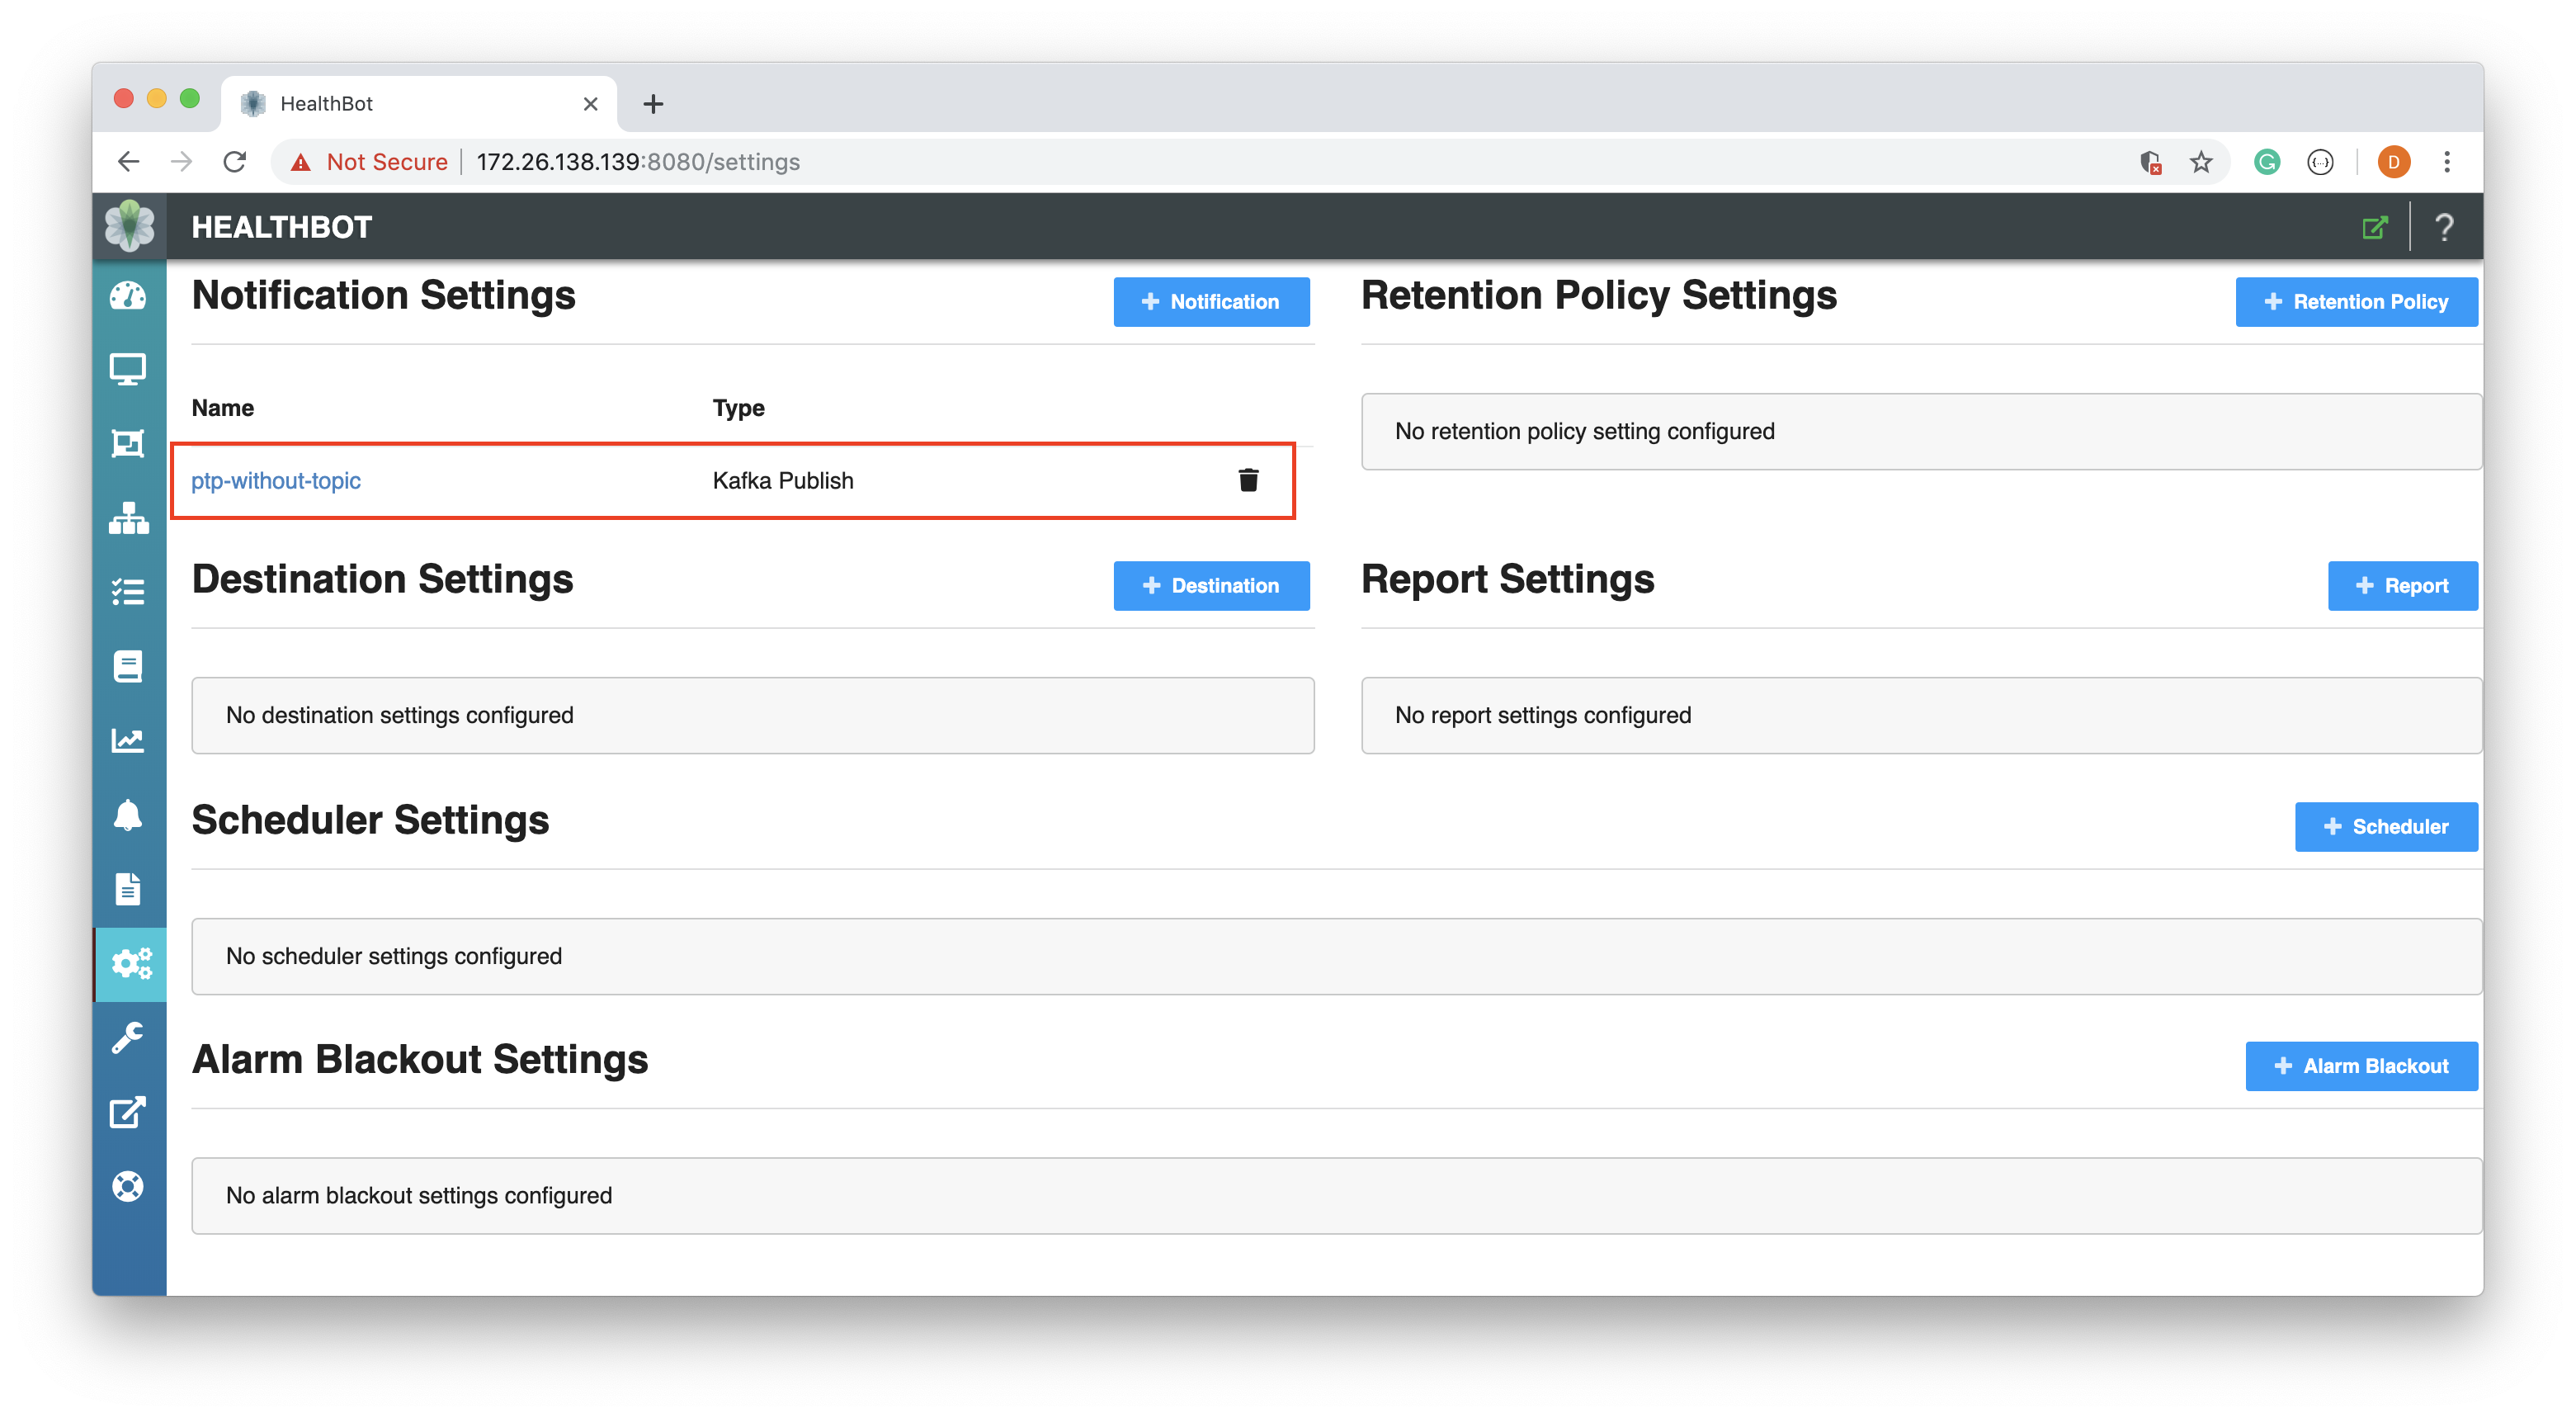 HealthBot
Not Secure 172.26.138.139:8080/settings
D
HEALTHBOT
?
Notification Settings
+ Notification
Name Type
ptp-without-topic Kafka Publish
Retention Policy Settings
+ Retention Policy
No retention policy setting configured
Destination Settings
+ Destination
No destination settings configured
Report Settings
+ Report
No report settings configured
Scheduler Settings
+ Scheduler
No scheduler settings configured
Alarm Blackout Settings
+ Alarm Blackout
No alarm blackout settings configured